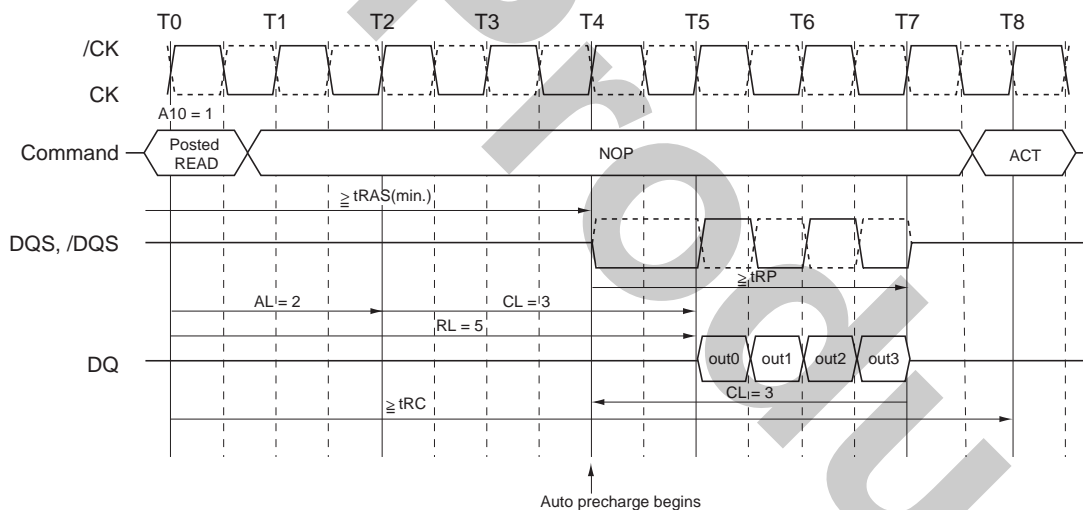 T0 T1 T2 T3 T4 T5 T6 T7 T8
/CK
CK
A10 = 1
Command
Posted
READ
NOP
ACT
≧ tRAS(min.)
DQS, /DQS
≧ tRP
AL = 2
CL = 3
RL = 5
DQ
out0 out1 out2 out3
CL = 3
≧ tRC
Auto precharge begins